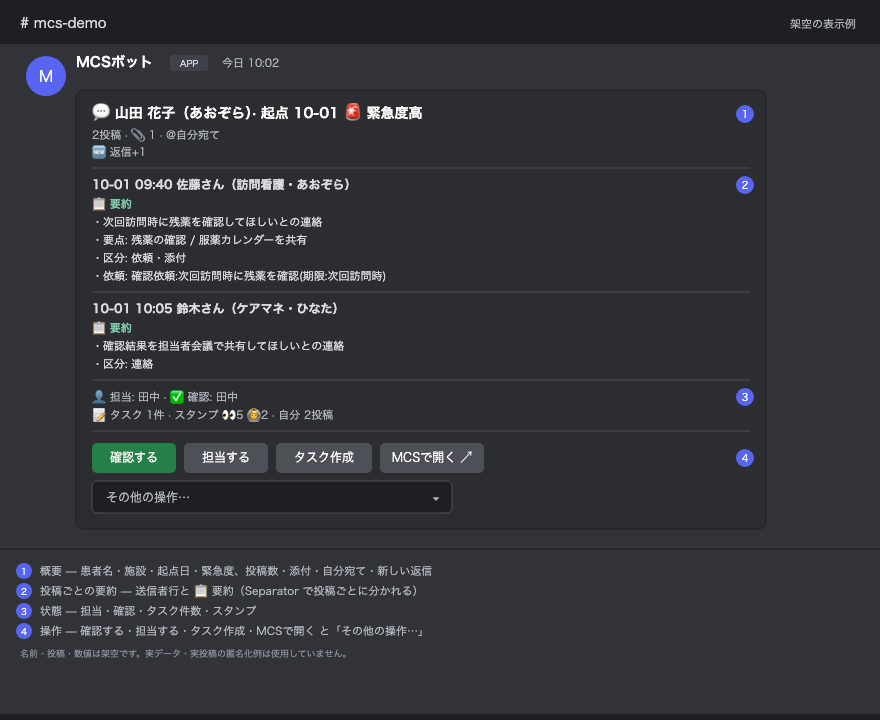 # mcs-demo
架空の表示例
M
MCSボット APP 今日 10:02
💬 山田 花子（あおぞら）· 起点 10-01 🚨 緊急度高
1
2投稿 · 📎 1 · @自分宛て
🆕 返信+1
10-01 09:40 佐藤さん（訪問看護・あおぞら）
2
📋 要約
・次回訪問時に残薬を確認してほしいとの連絡
・要点: 残薬の確認 / 服薬カレンダーを共有
・区分: 依頼・添付
・依頼: 確認依頼:次回訪問時に残薬を確認(期限:次回訪問時)
10-01 10:05 鈴木さん（ケアマネ・ひなた）
📋 要約
・確認結果を担当者会議で共有してほしいとの連絡
・区分: 連絡
👤 担当: 田中 · ✅ 確認: 田中
3
📝 タスク 1件 · スタンプ 👀5 🙆2 · 自分 2投稿
確認する 担当する タスク作成 MCSで開く ↗
4
その他の操作…
1 概要 — 患者名・施設・起点日・緊急度、投稿数・添付・自分宛て・新しい返信
2 投稿ごとの要約 — 送信者行と 📋 要約（Separator で投稿ごとに分かれる）
3 状態 — 担当・確認・タスク件数・スタンプ
4 操作 — 確認する・担当する・タスク作成・MCSで開く と「その他の操作…」
名前・投稿・数値は架空です。実データ・実投稿の匿名化例は使用していません。